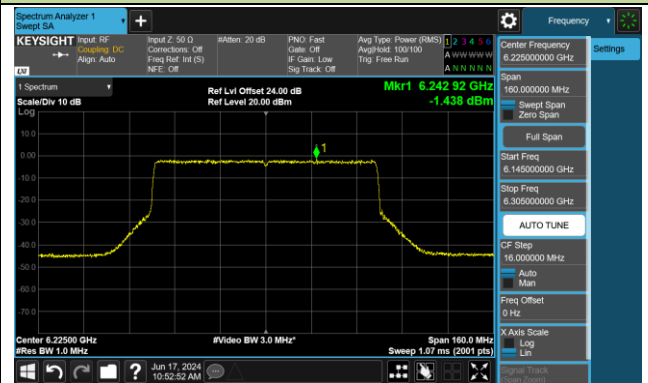 Spectrum Analyzer 1
Swept SA
Frequency
KEYSIGHT
Input: RF
Coupling: DC
Align: Auto
Input Z: 50 Ω
Corrections: Off
Freq Ref: Int (S)
NFE: Off
#Atten: 20 dB
PNO: Fast
Gate: Off
IF Gain: Low
Sig Track: Off
Avg Type: Power (RMS)
Avg|Hold: 100/100
Trig: Free Run
1 2 3 4 5 6
A W W W W W
A N N N N N
LXI
1 Spectrum
Scale/Div 10 dB
Log
Ref Lvl Offset 24.00 dB
Ref Level 20.00 dBm
Mkr1 6.242 92 GHz
-1.438 dBm
10.0
0.00
-10.0
-20.0
-30.0
-40.0
-50.0
-60.0
-70.0
1
Center 6.22500 GHz
#Res BW 1.0 MHz
#Video BW 3.0 MHz*
Span 160.0 MHz
Sweep 1.07 ms (2001 pts)
Jun 17, 2024
10:52:52 AM
Center Frequency
6.225000000 GHz
Span
160.000000 MHz
Swept Span
Zero Span
Full Span
Start Freq
6.145000000 GHz
Stop Freq
6.305000000 GHz
AUTO TUNE
CF Step
16.000000 MHz
Auto
Man
Freq Offset
0 Hz
X Axis Scale
Log
Lin
Signal Track
(Span Zoom)
Settings